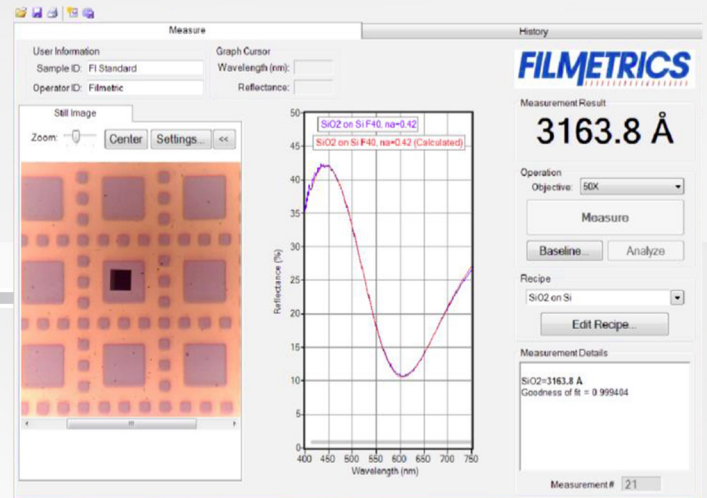 Measure
History
User Information
Sample ID: FI Standard
Operator ID: Filmetric
Graph Cursor
Wavelength (nm):
Reflectance:
FILMETRICS
Still Image
Zoom:
Center
Settings...
<<
50
45
40
35
30
25
20
15
10
5
0
Reflectance (%)
SiO2 on Si F40, na=0.42
SiO2 on Si F40, na=0.42 (Calculated)
400 450 500 550 600 650 700 750
Wavelength (nm)
Measurement Result
3163.8 Å
Operation
Objective: 50X
Measure
Baseline...
Analyze
Recipe
SiO2 on Si
Edit Recipe...
Measurement Details
SiO2=3163.8 A
Goodness of fit = 0.999404
Measurement # 21